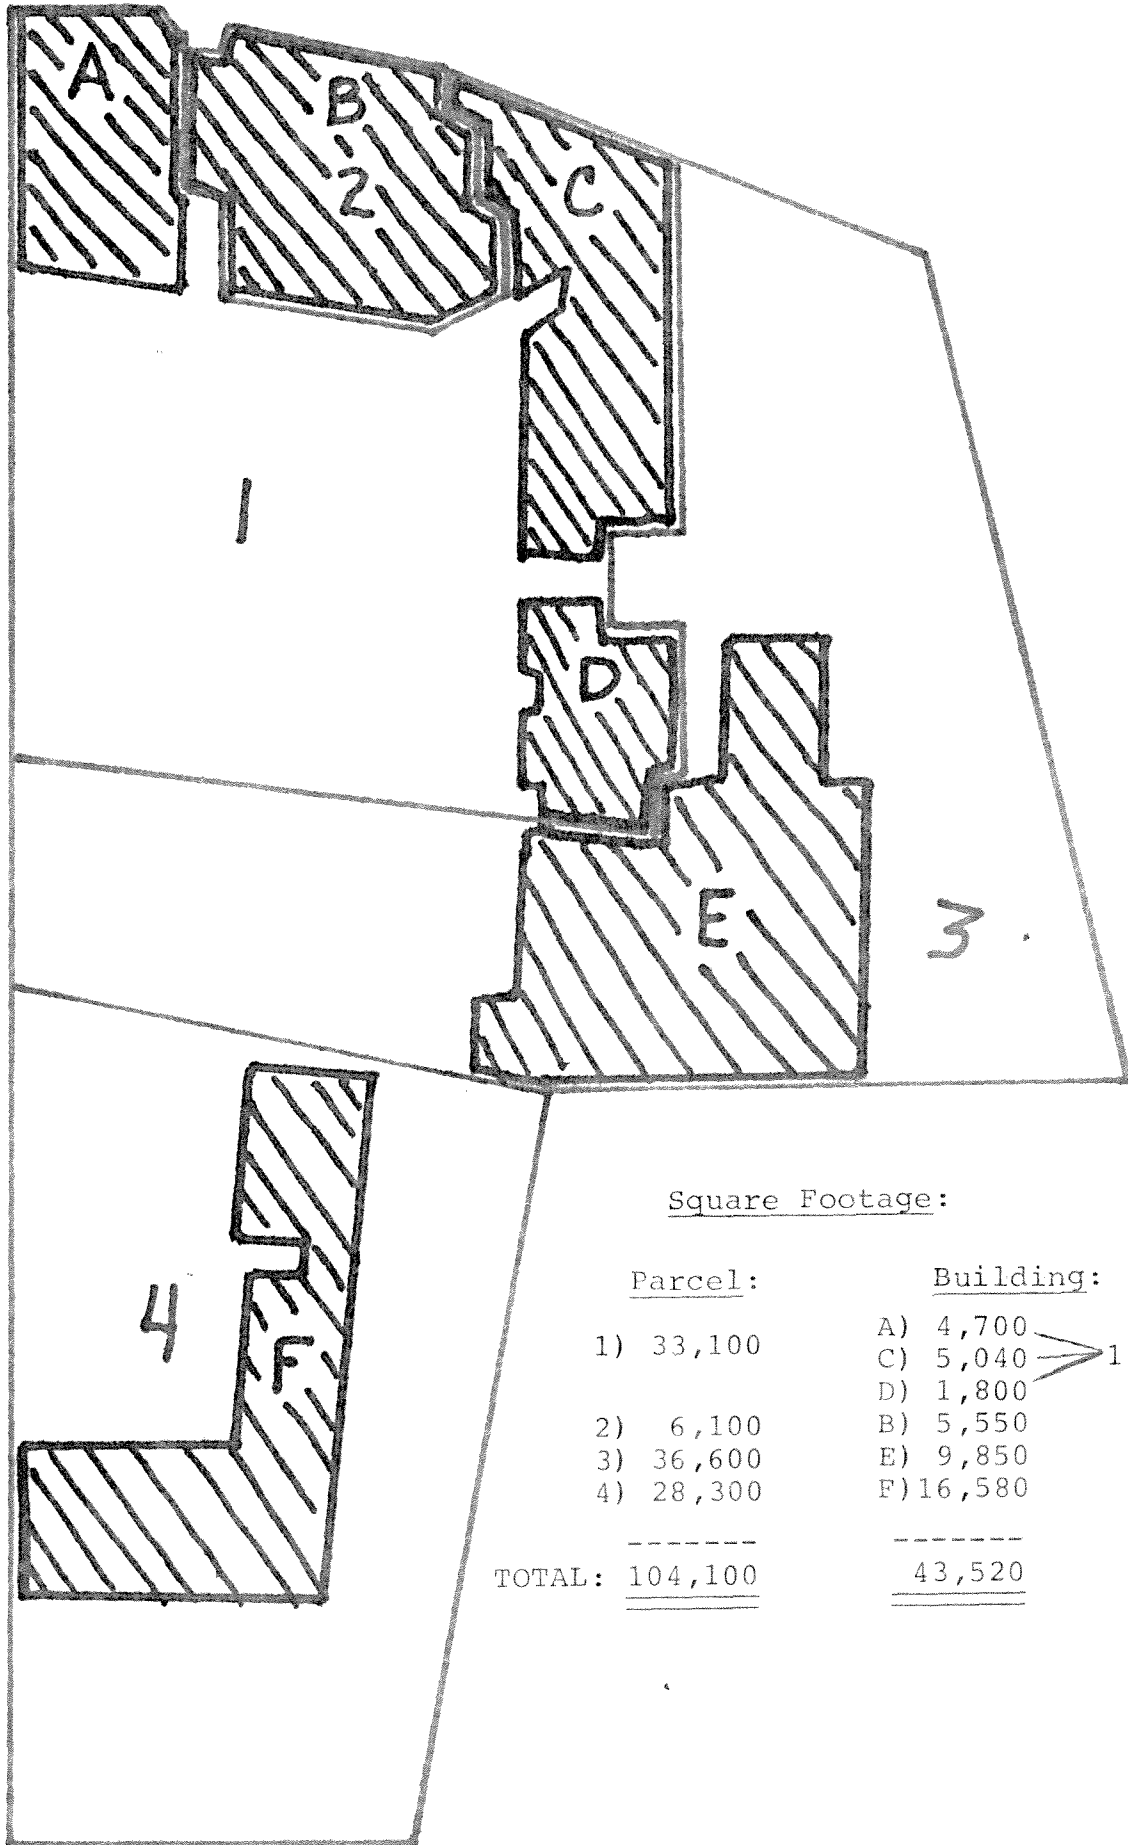 A
B
2
C
1
D
E
3
4
F
Square Footage:
Parcel: Building:
A) 4,700
1) 33,100 C) 5,040 1
D) 1,800
2) 6,100 B) 5,550
3) 36,600 E) 9,850
4) 28,300 F)16,580
------- -------
TOTAL: 104,100 43,520